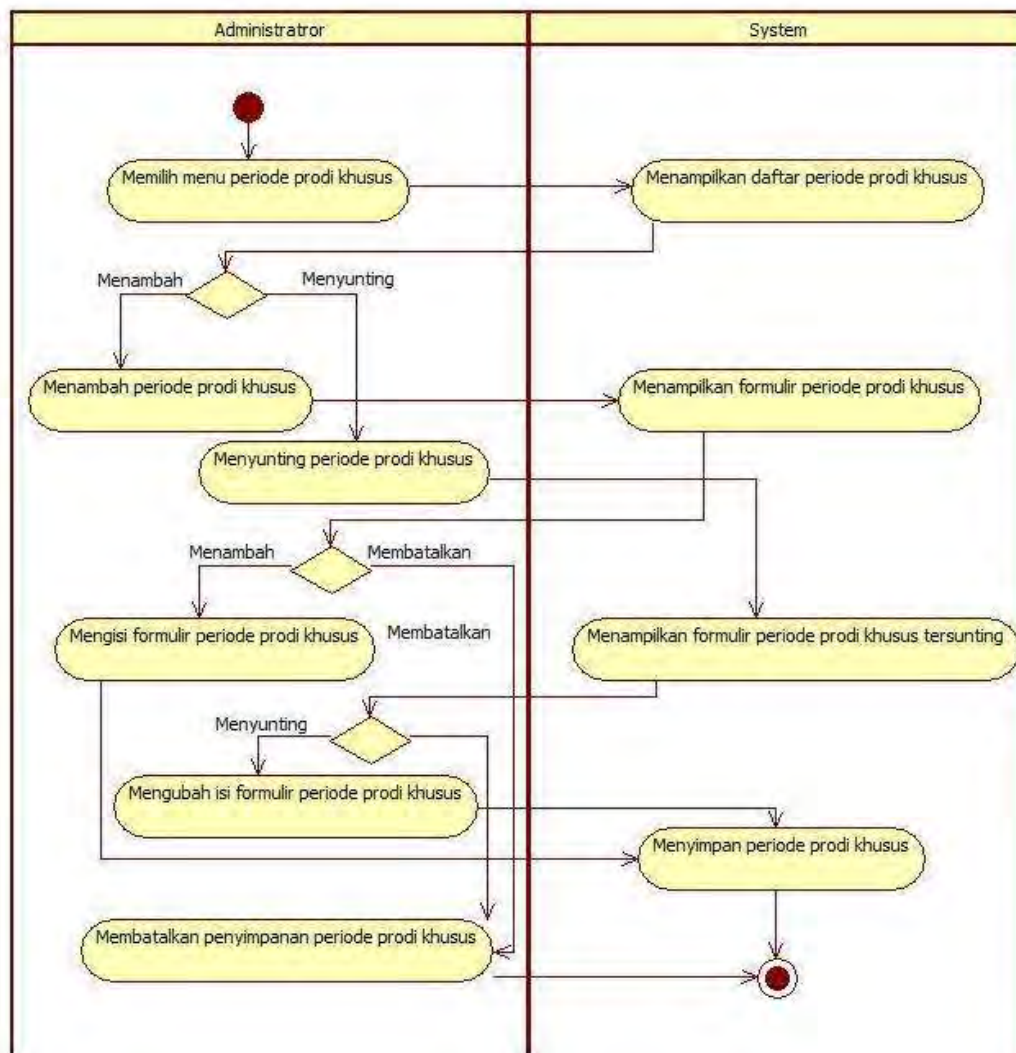 Administratror
System
Memilih menu periode prodi khusus
Menampilkan daftar periode prodi khusus
Menambah
Menyunting
Menambah periode prodi khusus
Menampilkan formulir periode prodi khusus
Menyunting periode prodi khusus
Menambah
Membatalkan
Mengisi formulir periode prodi khusus
Membatalkan
Menampilkan formulir periode prodi khusus tersunting
Menyunting
Mengubah isi formulir periode prodi khusus
Menyimpan periode prodi khusus
Membatalkan penyimpanan periode prodi khusus